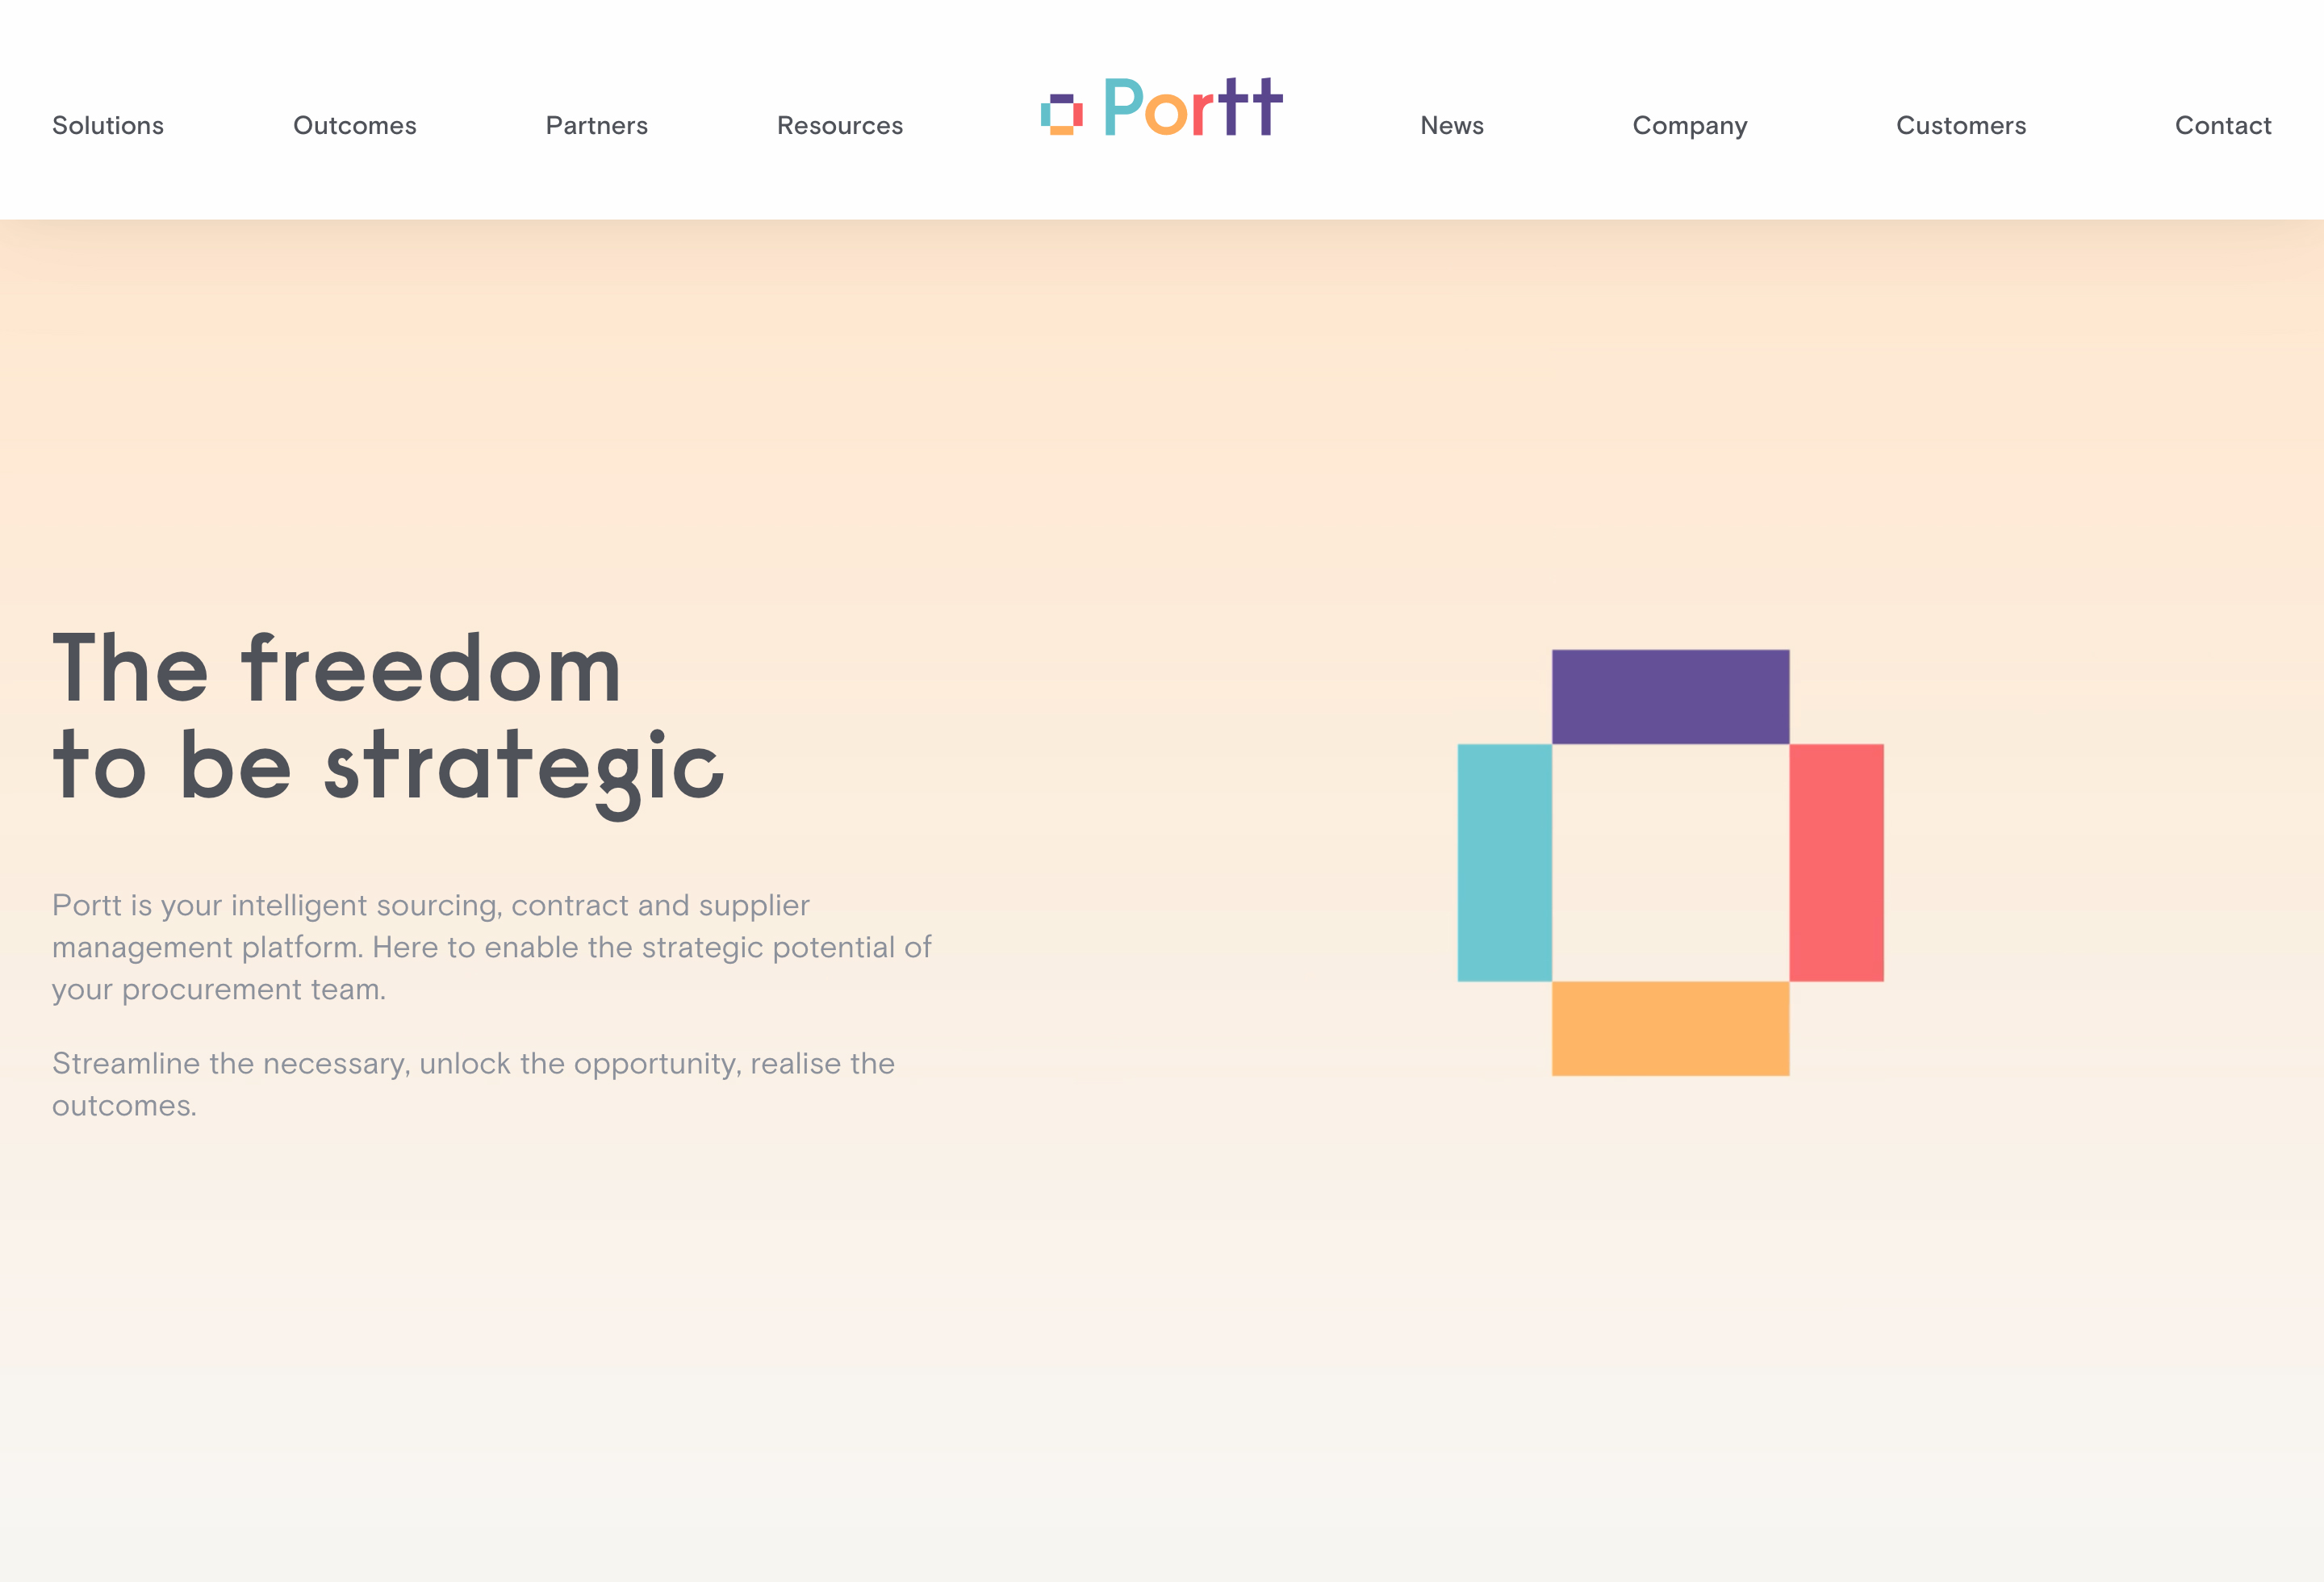 Solutions Outcomes Partners Resources Portt News Company Customers Contact
The freedom
to be strategic
Portt is your intelligent sourcing, contract and supplier
management platform. Here to enable the strategic potential of
your procurement team.
Streamline the necessary, unlock the opportunity, realise the
outcomes.